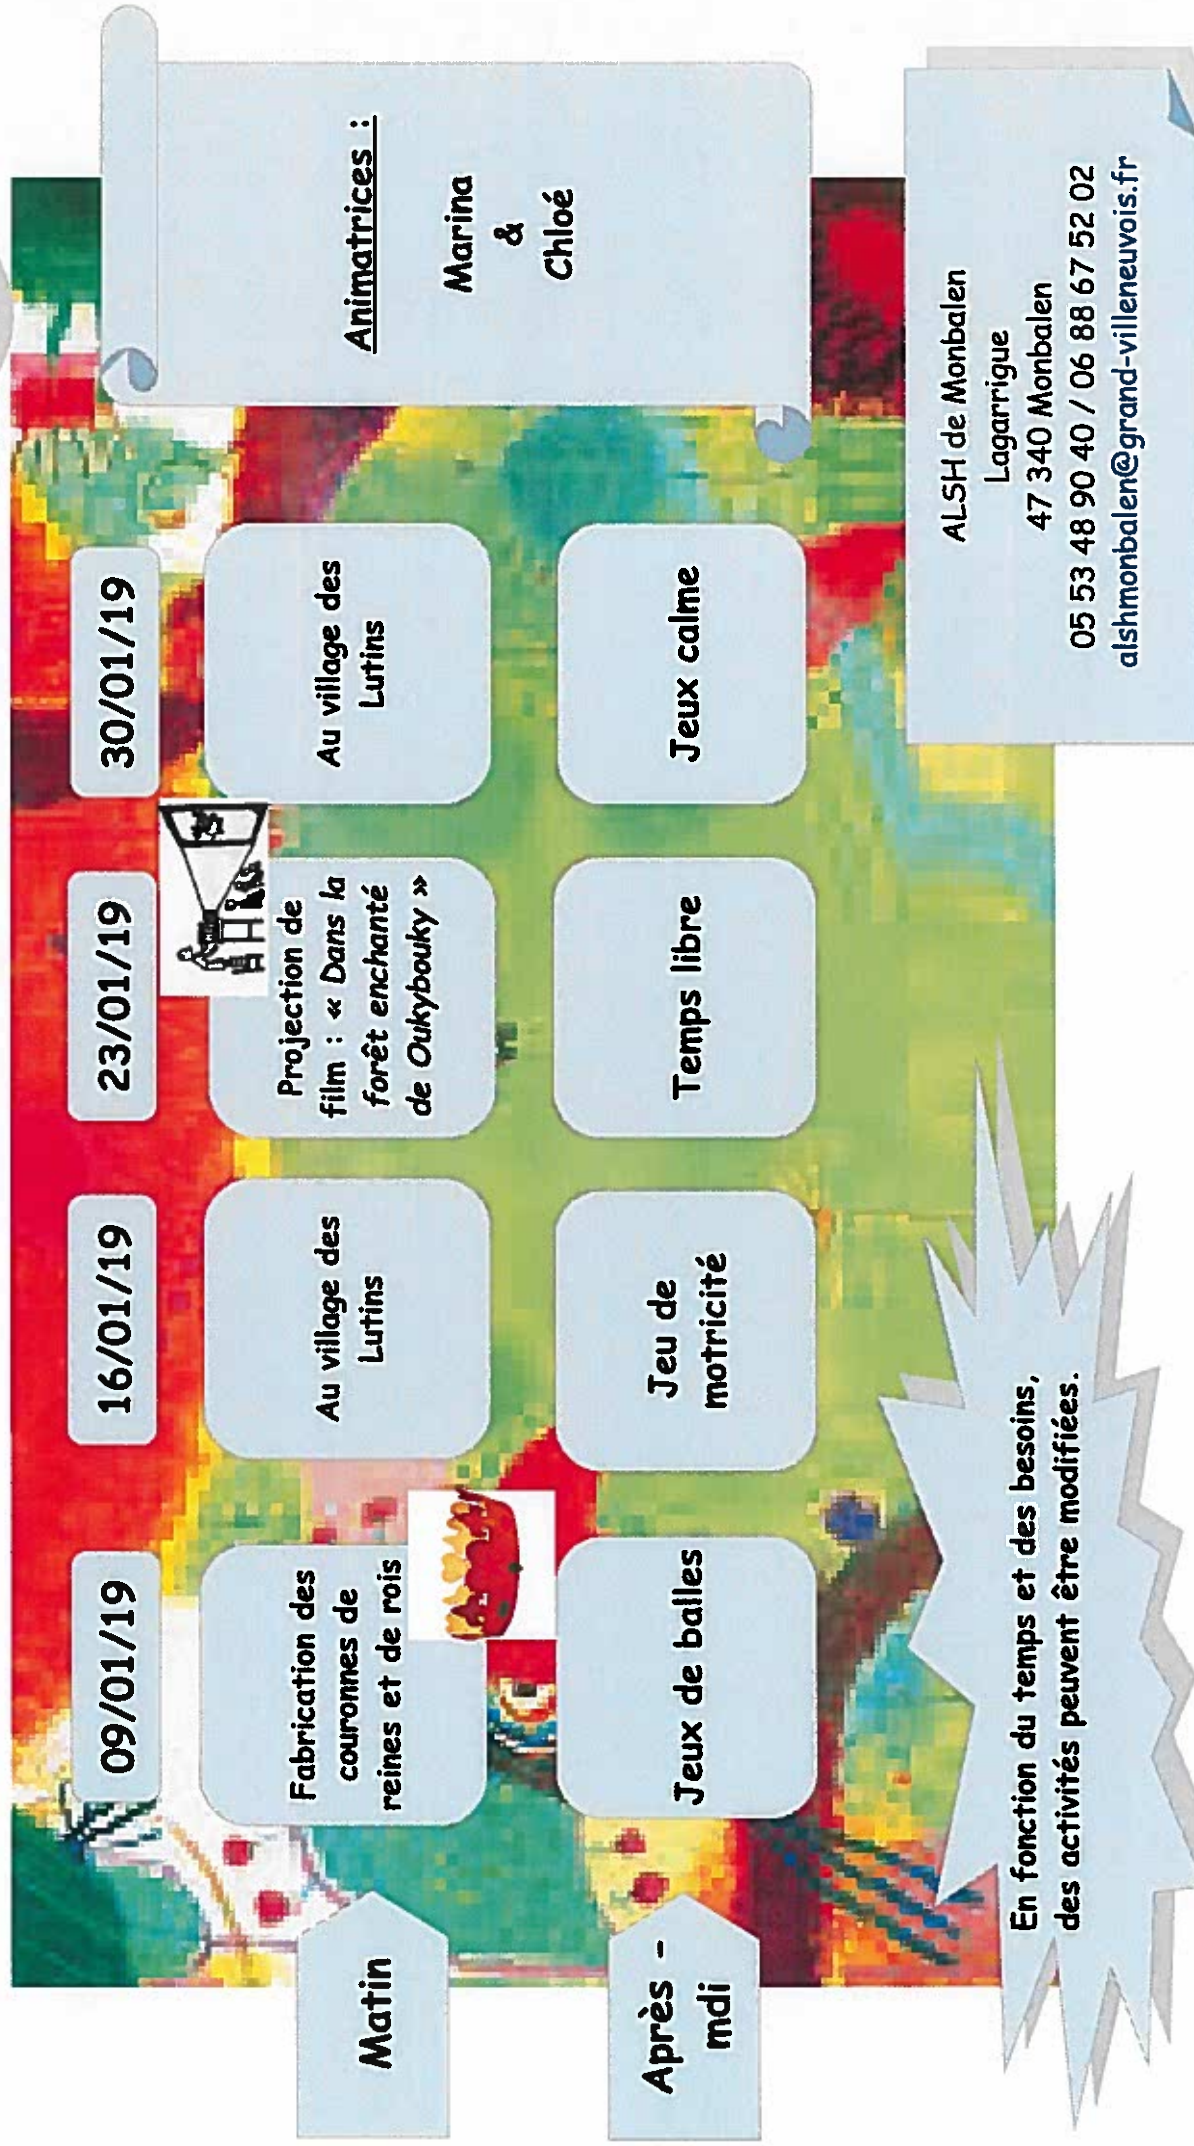 09/01/19
16/01/19
23/01/19
30/01/19
Matin
Fabrication des
couronnes de
reines et de rois
Au village des
Lutins
Projection de
film : « Dans la
forêt enchanté
de Oukybouky »
Au village des
Lutins
Après -
mdi
Jeux de balles
Jeu de
motricité
Temps libre
Jeux calme
Animatrices :
Marina
&
Chloé
En fonction du temps et des besoins,
des activités peuvent être modifiées.
ALSH de Monbalen
Lagarrigue
47 340 Monbalen
05 53 48 90 40 / 06 88 67 52 02
alshmonbalen@grand-villeneuvois.fr